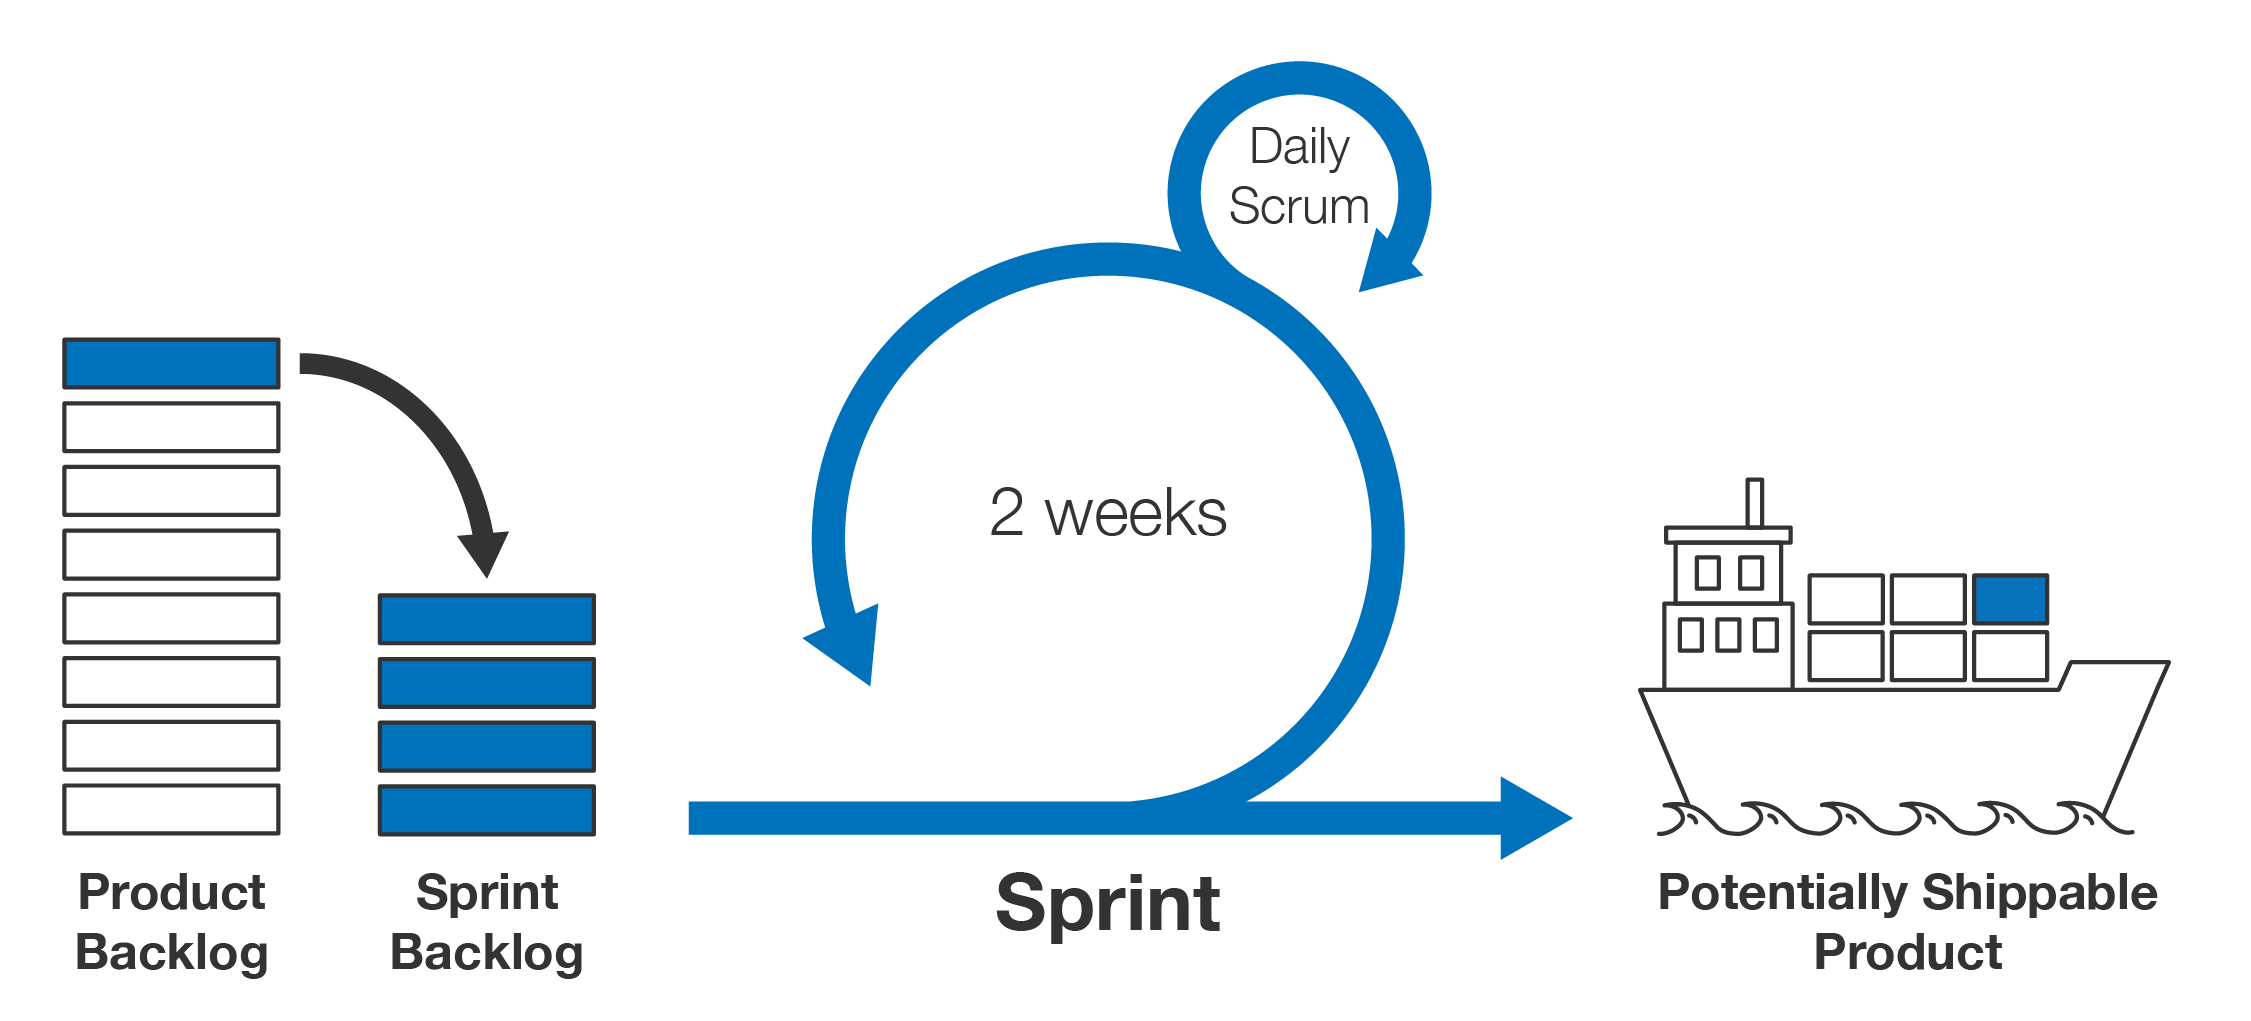 Daily
Scrum
2 weeks
Product
Backlog
Sprint
Backlog
Sprint
Potentially Shippable
Product